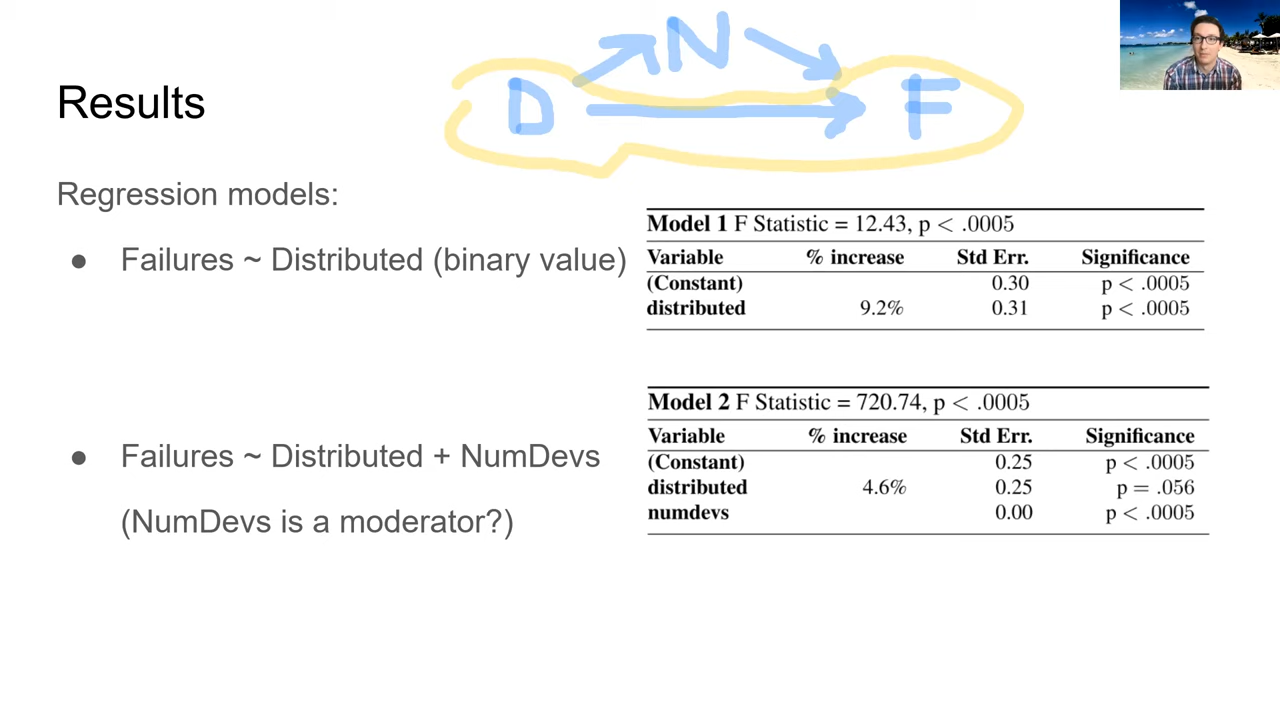 N
D F
Results
Regression models:
● Failures ~ Distributed (binary value)
Model 1 F Statistic = 12.43, p < .0005
Variable % increase Std Err. Significance
(Constant) 0.30 p < .0005
distributed 9.2% 0.31 p < .0005
● Failures ~ Distributed + NumDevs
(NumDevs is a moderator?)
Model 2 F Statistic = 720.74, p < .0005
Variable % increase Std Err. Significance
(Constant) 0.25 p < .0005
distributed 4.6% 0.25 p = .056
numdevs 0.00 p < .0005